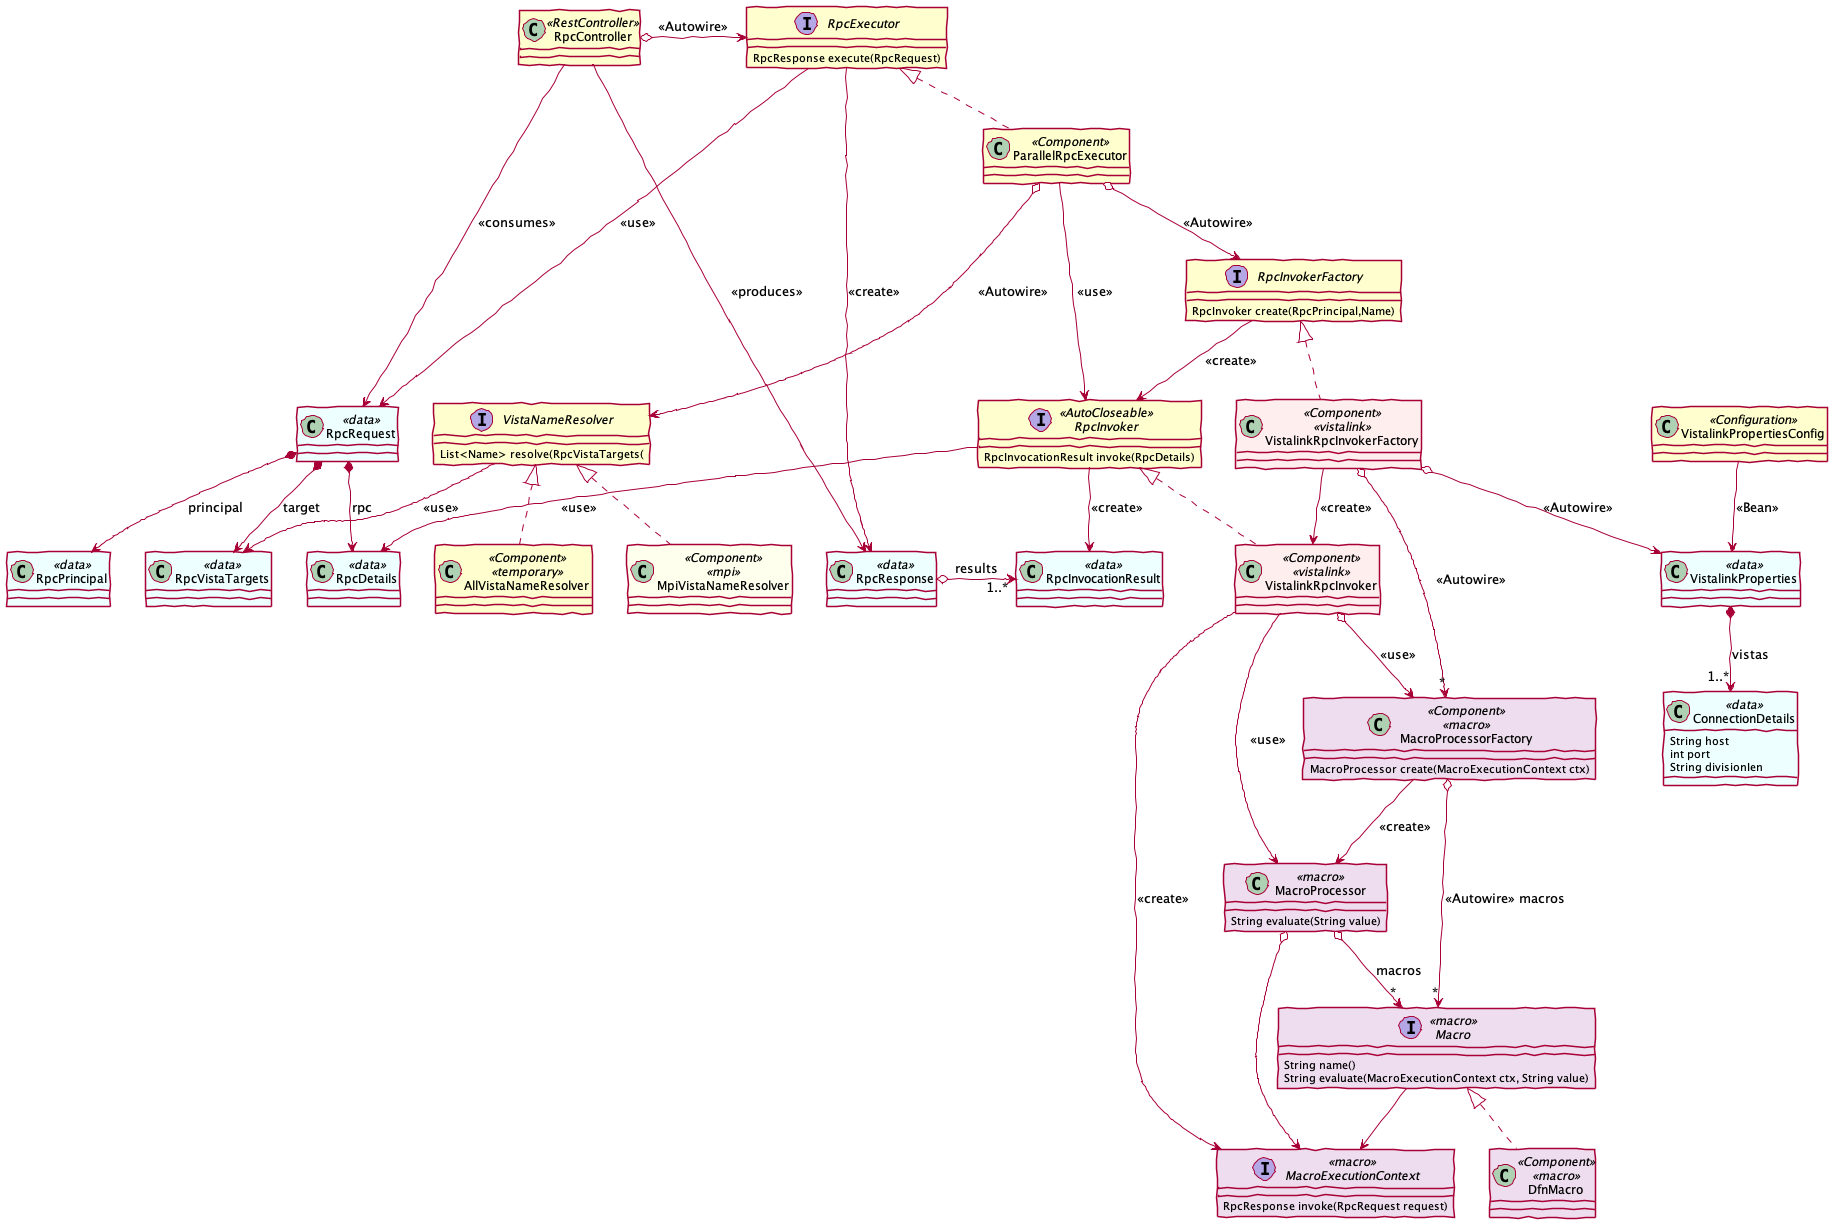 C
«RestController»
RpcController
«Autowire»
I
RpcExecutor
RpcResponse execute(RpcRequest)
C
«Component»
ParallelRpcExecutor
«consumes»
«use»
«produces»
«create»
«Autowire»
«use»
«Autowire»
I
RpcInvokerFactory
RpcInvoker create(RpcPrincipal,Name)
«create»
C
«data»
RpcRequest
I
VistaNameResolver
List<Name> resolve(RpcVistaTargets(
I
«AutoCloseable»
RpcInvoker
RpcInvocationResult invoke(RpcDetails)
C
«Component»
«vistalink»
VistalinkRpcInvokerFactory
C
«Configuration»
VistalinkPropertiesConfig
principal
target
rpc
«use»
«use»
«create»
«create»
«Autowire»
«Bean»
C
«data»
RpcPrincipal
C
«data»
RpcVistaTargets
C
«data»
RpcDetails
C
«Component»
«temporary»
AllVistaNameResolver
C
«Component»
«mpi»
MpiVistaNameResolver
C
«data»
RpcResponse
results
1..*
C
«data»
RpcInvocationResult
C
«Component»
«vistalink»
VistalinkRpcInvoker
«Autowire»
*
C
«data»
VistalinkProperties
vistas
1..*
«use»
«use»
C
«Component»
«macro»
MacroProcessorFactory
MacroProcessor create(MacroExecutionContext ctx)
C
«data»
ConnectionDetails
String host
int port
String divisionIen
«create»
C
«macro»
MacroProcessor
String evaluate(String value)
«create»
«Autowire» macros
*
macros
*
I
«macro»
Macro
String name()
String evaluate(MacroExecutionContext ctx, String value)
I
«macro»
MacroExecutionContext
RpcResponse invoke(RpcRequest request)
C
«Component»
«macro»
DfnMacro